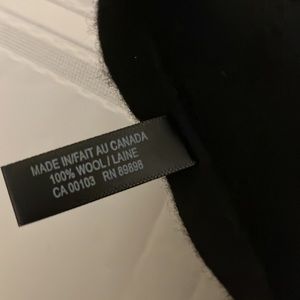 MADE IN/FAIT AU CANADA
100% WOOL / LAINE
CA 00103 RN 89898